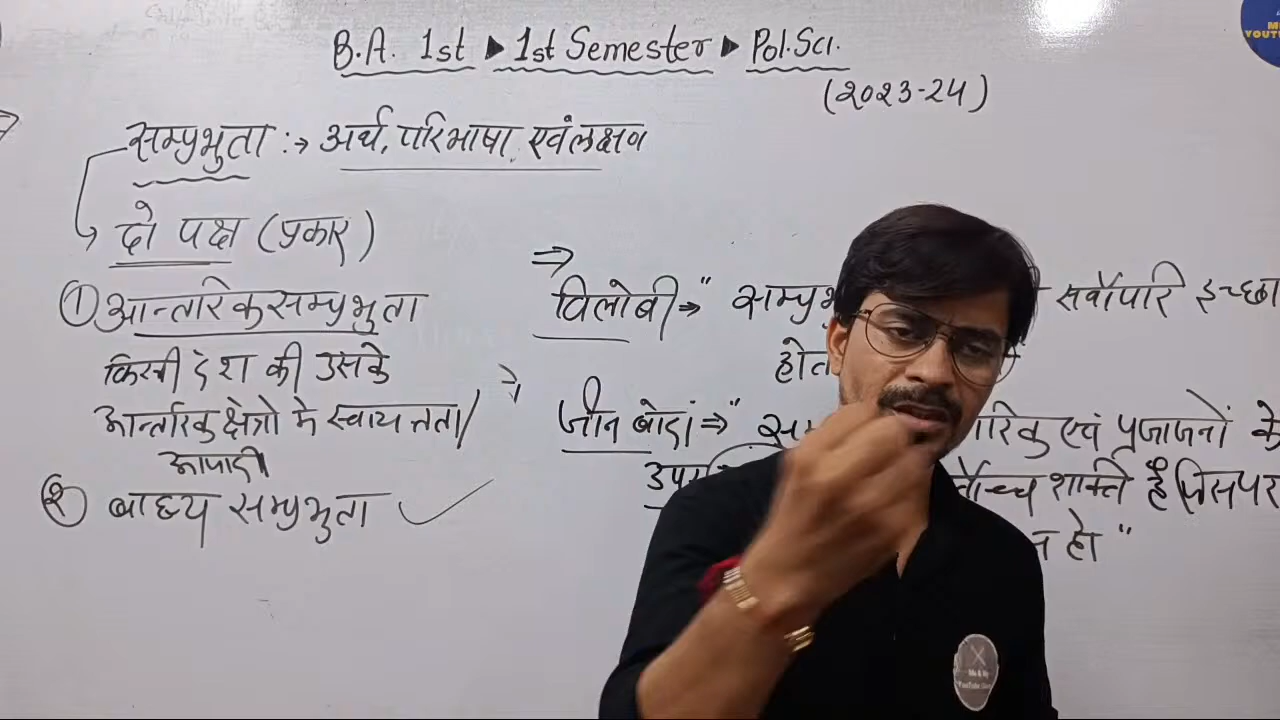 B.A. 1st ▶ 1st Semester ▶ Pol.Sci.
(2023-24)
सम्प्रभुता :→ अर्थ, परिभाषा एवं लक्षण
दो पक्ष (प्रकार)
① आन्तरिक सम्प्रभुता
किसी देश की उसके
आन्तरिक क्षेत्रो मे स्वायत्तता/
② बाह्य सम्प्रभुता
⇒
विलोबी→" सर्वोपरि इच्छा
होत
जीन बोदां⇒" एवं प्रजाजनों के
शक्ति है जिसपर
न हो"